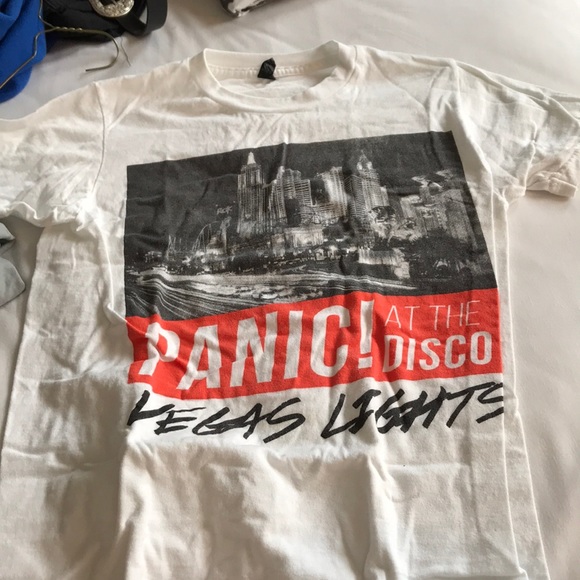 PANIC! AT THE DISCO
VEGAS LIGHTS